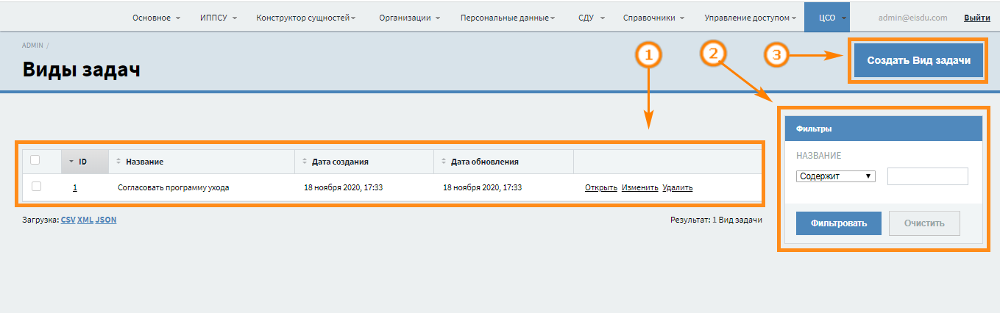 Основное ИППСУ Конструктор сущностей Организации Персональные данные СДУ Справочники Управление доступом ЦСО admin@eisdu.com Выйти
ADMIN /
Виды задач
1 2 3
Создать Вид задачи
Фильтры
НАЗВАНИЕ
Содержит
Фильтровать Очистить
ID Название Дата создания Дата обновления
1 Согласовать программу ухода 18 ноября 2020, 17:33 18 ноября 2020, 17:33 Открыть Изменить Удалить
Загрузка: CSV XML JSON Результат: 1 Вид задачи